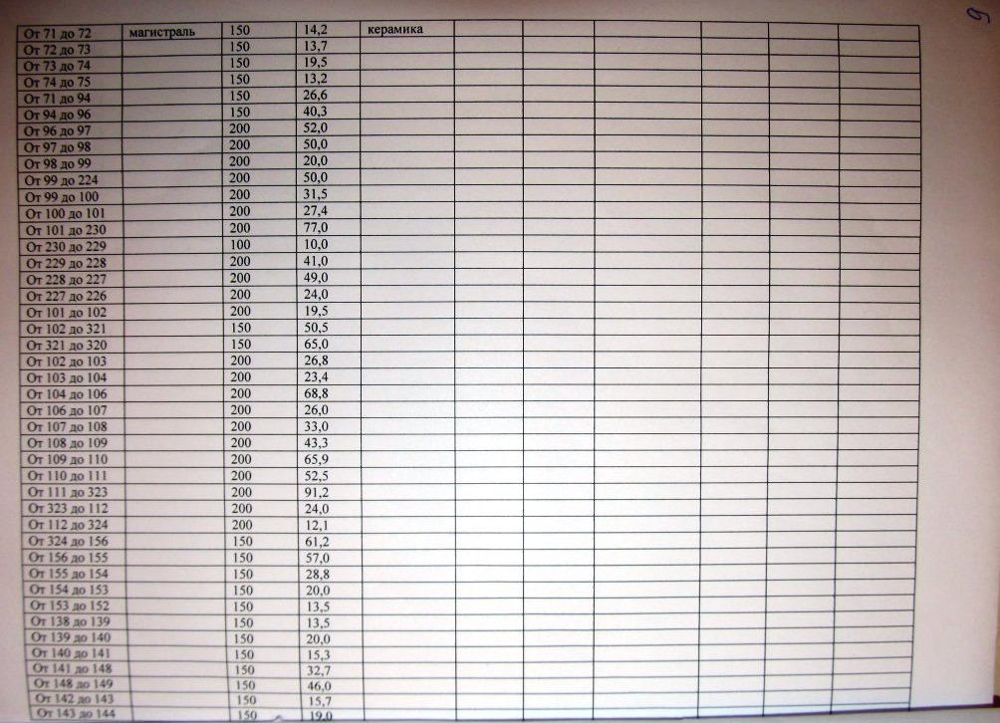 От 71 до 72 магистраль 150 14,2 керамика
От 72 до 73 150 13,7
От 73 до 74 150 19,5
От 74 до 75 150 13,2
От 71 до 94 150 26,6
От 94 до 96 150 40,3
От 96 до 97 200 52,0
От 97 до 98 200 50,0
От 98 до 99 200 20,0
От 99 до 224 200 50,0
От 99 до 100 200 31,5
От 100 до 101 200 27,4
От 101 до 230 200 77,0
От 230 до 229 100 10,0
От 229 до 228 200 41,0
От 228 до 227 200 49,0
От 227 до 226 200 24,0
От 101 до 102 200 19,5
От 102 до 321 150 50,5
От 321 до 320 150 65,0
От 102 до 103 200 26,8
От 103 до 104 200 23,4
От 104 до 106 200 68,8
От 106 до 107 200 26,0
От 107 до 108 200 33,0
От 108 до 109 200 43,3
От 109 до 110 200 65,9
От 110 до 111 200 52,5
От 111 до 323 200 91,2
От 323 до 112 200 24,0
От 112 до 324 200 12,1
От 324 до 156 150 61,2
От 156 до 155 150 57,0
От 155 до 154 150 28,8
От 154 до 153 150 20,0
От 153 до 152 150 13,5
От 138 до 139 150 13,5
От 139 до 140 150 20,0
От 140 до 141 150 15,3
От 141 до 148 150 32,7
От 148 до 149 150 46,0
От 142 до 143 150 15,7
От 143 до 144 150 19,0